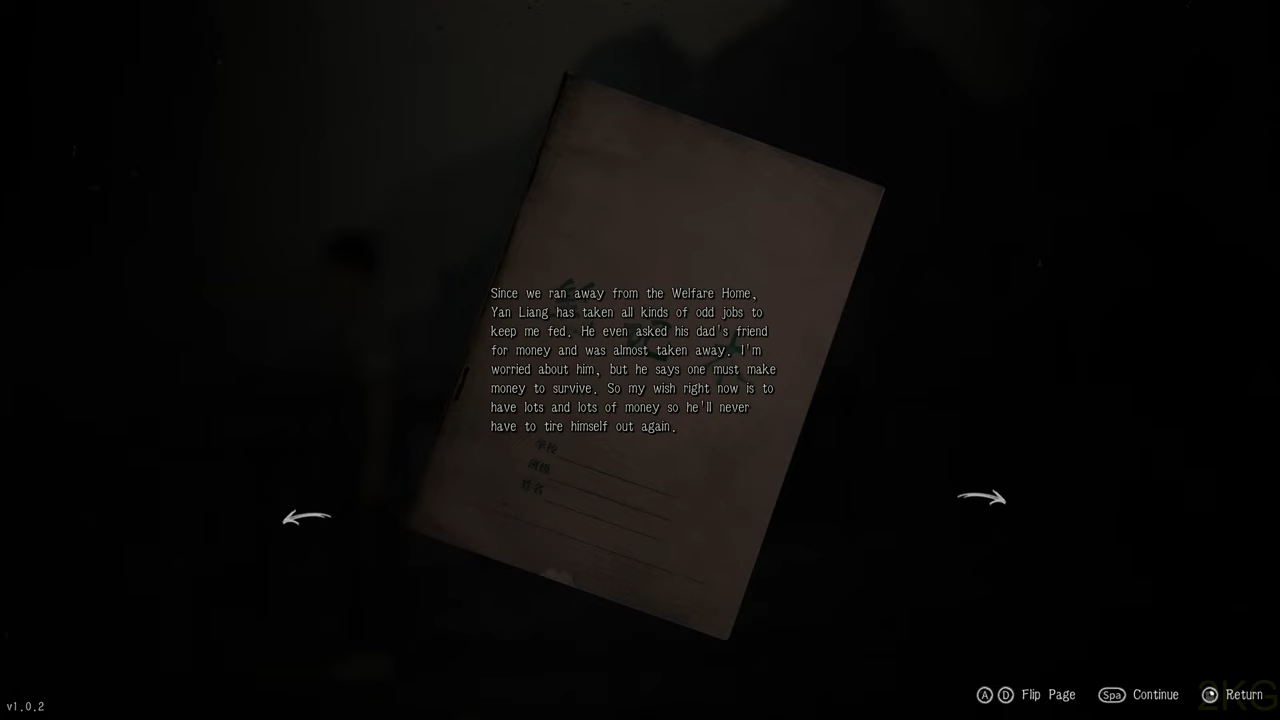 Since we ran away from the Welfare Home,
Yan Liang has taken all kinds of odd jobs to
keep me fed. He even asked his dad's friend
for money and was almost taken away. I'm
worried about him, but he says one must make
money to survive. So my wish right now is to
have lots and lots of money so he'll never
have to tire himself out again.
学校
班级
姓名
A D Flip Page Spa Continue Return
v1.0.2
2KG